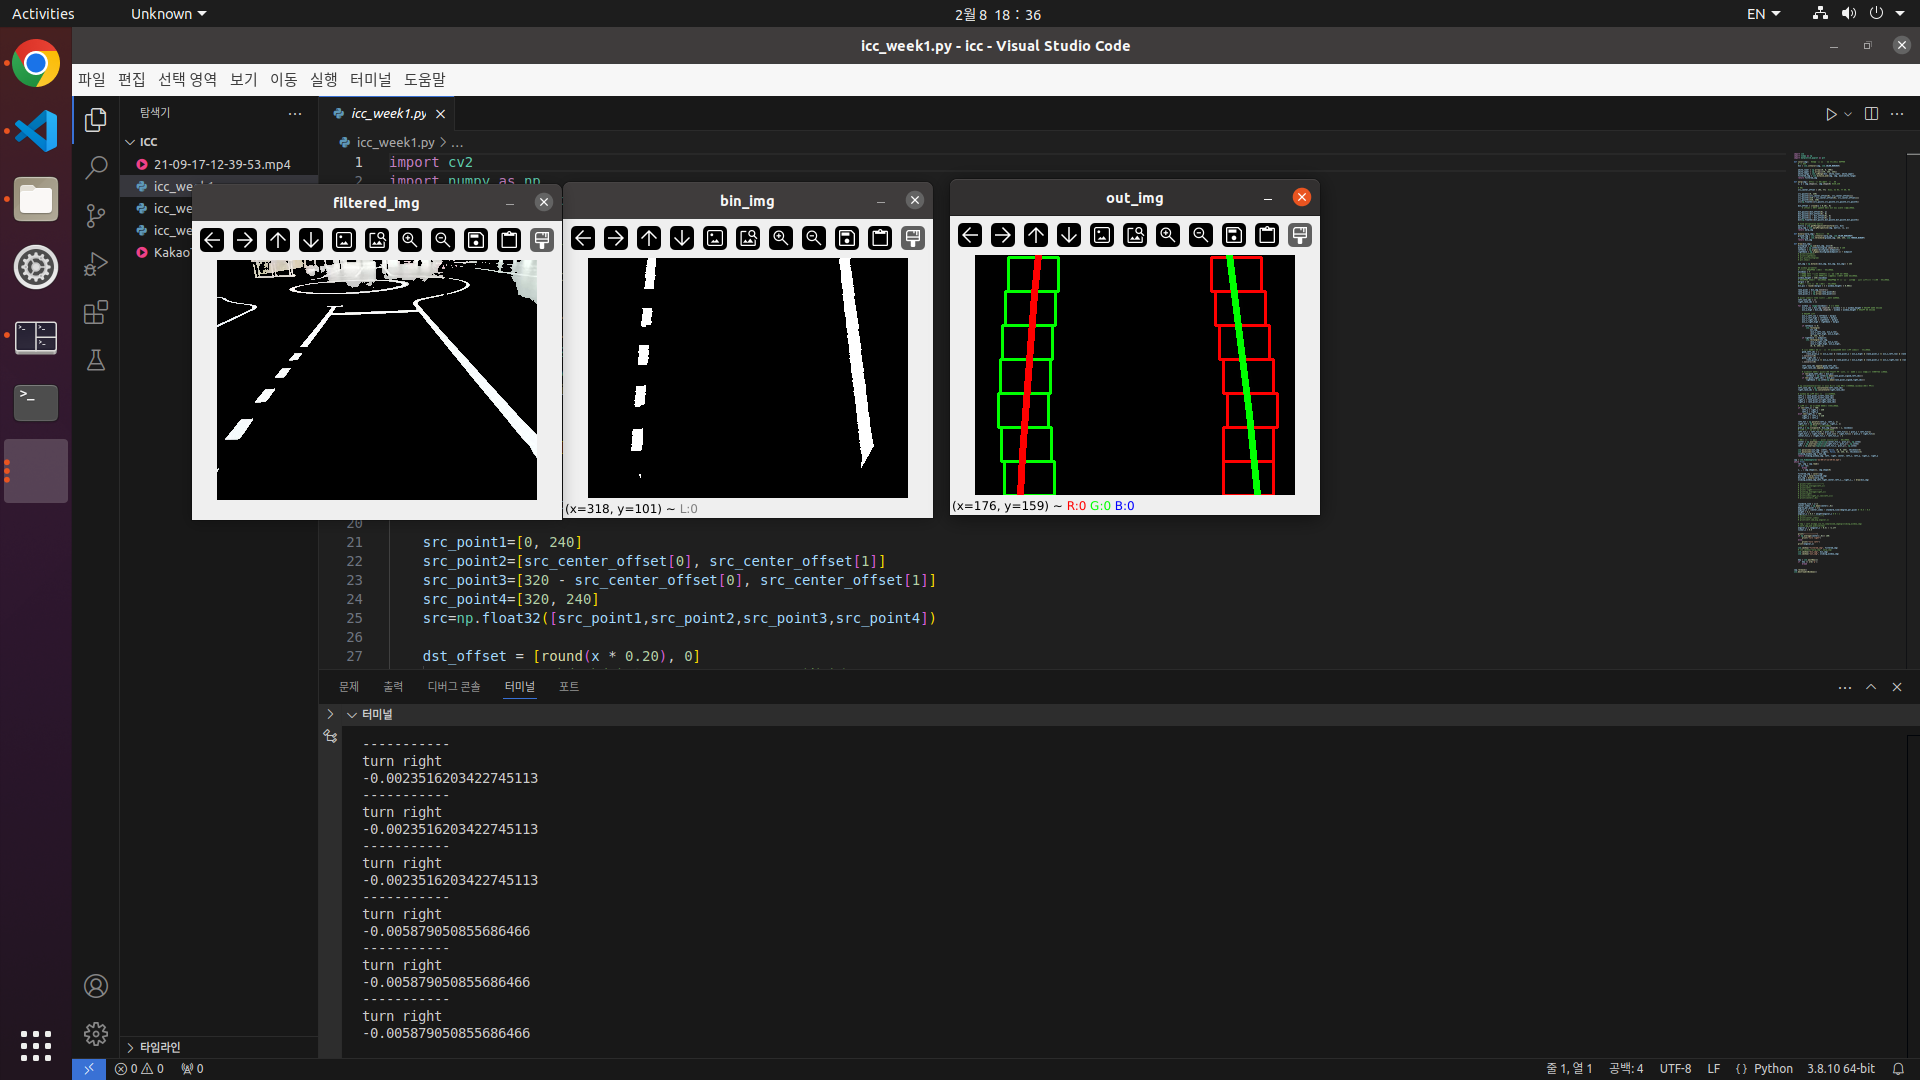 Activities
Unknown
2월 8 18 : 36
EN
icc_week1.py - icc - Visual Studio Code
파일 편집 선택 영역 보기 이동 실행 터미널 도움말
탐색기
ICC
21-09-17-12-39-53.mp4
icc_week1.py
icc_week1.py > ...
1 import cv2
2 import numpy as np
filtered_img
bin_img
out_img
(x=318, y=101) ~ L:0
(x=176, y=159) ~ R:0 G:0 B:0
20
21 src_point1=[0, 240]
22 src_point2=[src_center_offset[0], src_center_offset[1]]
23 src_point3=[320 - src_center_offset[0], src_center_offset[1]]
24 src_point4=[320, 240]
25 src=np.float32([src_point1,src_point2,src_point3,src_point4])
26
27 dst_offset = [round(x * 0.20), 0]
문제 출력 디버그 콘솔 터미널 포트
터미널
-----------
turn right
-0.0023516203422745113
-----------
turn right
-0.0023516203422745113
-----------
turn right
-0.0023516203422745113
-----------
turn right
-0.005879050855686466
-----------
turn right
-0.005879050855686466
-----------
turn right
-0.005879050855686466
타임라인
0 0 0
줄 1, 열 1 공백: 4 UTF-8 LF { } Python 3.8.10 64-bit